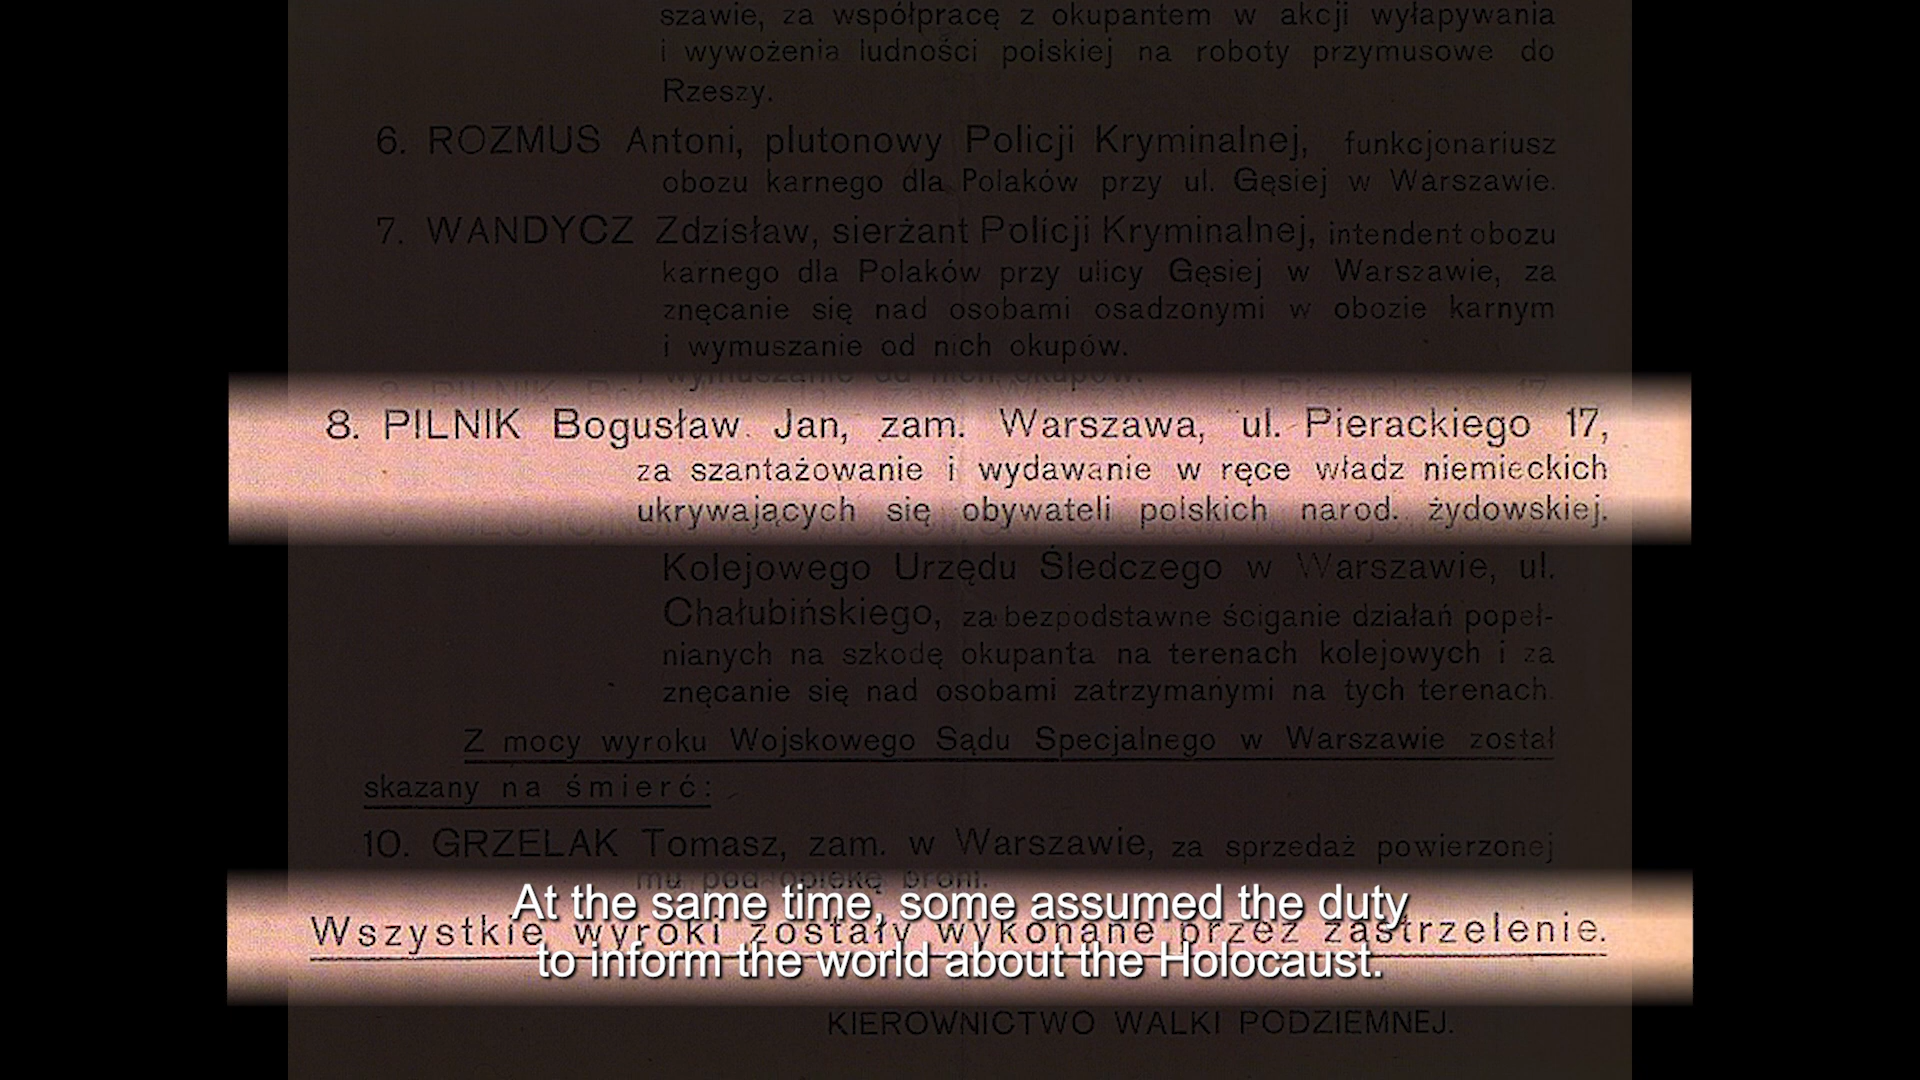 szawie, za współpracę z okupantem w akcji wyłapywania
i wywożenia ludności polskiej na roboty przymusowe do
Rzeszy.
6. ROZMUS Antoni, plutonowy Policji Kryminalnej, funkcjonariusz
obozu karnego dla Polaków przy ul. Gęsiej w Warszawie.
7. WANDYCZ Zdzisław, sierżant Policji Kryminalnej, intendent obozu
karnego dla Polaków przy ulicy Gęsiej w Warszawie, za
znęcanie się nad osobami osadzonymi w obozie karnym
i wymuszanie od nich okupów.
8. PILNIK Bogusław Jan, zam. Warszawa, ul. Pierackiego 17,
za szantażowanie i wydawanie w ręce władz niemieckich
ukrywających się obywateli polskich narod. żydowskiej.
Kolejowego Urzędu Śledczego w Warszawie, ul.
Chałubińskiego, za bezpodstawne ściganie działań popeł-
nianych na szkodę okupanta na terenach kolejowych i za
znęcanie się nad osobami zatrzymanymi na tych terenach.
Z mocy wyroku Wojskowego Sądu Specjalnego w Warszawie został
skazany na śmierć:
10. GRZELAK Tomasz, zam. w Warszawie, za sprzedaż powierzonej
mu pod opiekę broni.
Wszystkie wyroki zostały wykonane przez zastrzelenie.
At the same time, some assumed the duty
to inform the world about the Holocaust.
KIEROWNICTWO WALKI PODZIEMNEJ.